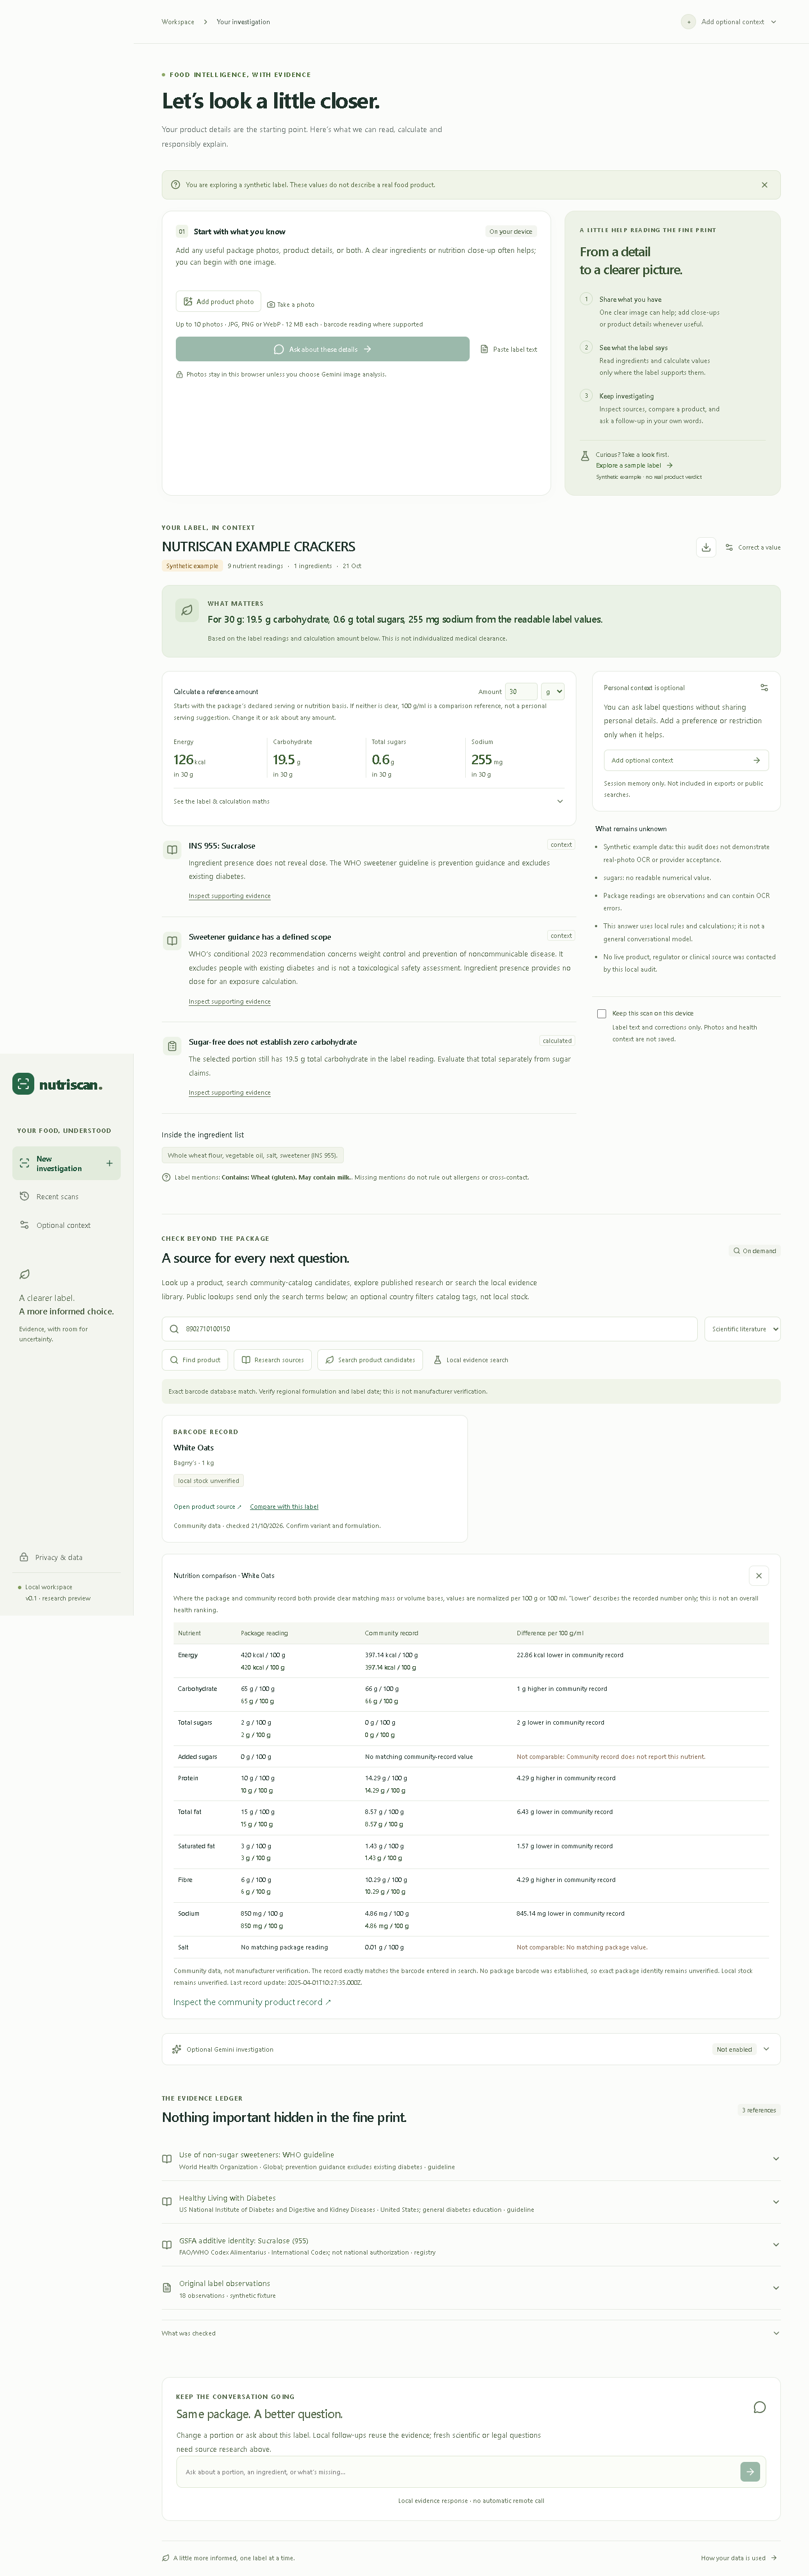 Workspace > Your investigation
Add optional context
FOOD INTELLIGENCE, WITH EVIDENCE
Let's look a little closer.
Your product details are the starting point. Here's what we can read, calculate and
responsibly explain.
You are exploring a synthetic label. These values do not describe a real food product.
01 Start with what you know
On your device
Add any useful package photos, product details, or both. A clear ingredients or nutrition close-up often helps;
you can begin with one image.
Add product photo
Take a photo
Up to 10 photos · JPG, PNG or WebP · 12 MB each · barcode reading where supported
Ask about these details
Paste label text
Photos stay in this browser unless you choose Gemini image analysis.
A LITTLE HELP READING THE FINE PRINT
From a detail
to a clearer picture.
1 Share what you have
One clear image can help; add close-ups
or product details whenever useful.
2 See what the label says
Read ingredients and calculate values
only where the label supports them.
3 Keep investigating
Inspect sources, compare a product, and
ask a follow-up in your own words.
Curious? Take a look first.
Explore a sample label →
Synthetic example · no real product verdict
YOUR LABEL, IN CONTEXT
NUTRISCAN EXAMPLE CRACKERS
Correct a value
Synthetic example 9 nutrient readings · 1 ingredients · 21 Oct
WHAT MATTERS
For 30 g: 19.5 g carbohydrate, 0.6 g total sugars, 255 mg sodium from the readable label values.
Based on the label readings and calculation amount below. This is not individualized medical clearance.
Calculate a reference amount
Amount 30 g
Starts with the package's declared serving or nutrition basis. If neither is clear, 100 g/ml is a comparison reference, not a personal
serving suggestion. Change it or ask about any amount.
Energy
126 kcal
in 30 g
Carbohydrate
19.5 g
in 30 g
Total sugars
0.6 g
in 30 g
Sodium
255 mg
in 30 g
See the label & calculation maths
INS 955: Sucralose
context
Ingredient presence does not reveal dose. The WHO sweetener guideline is prevention guidance and excludes
existing diabetes.
Inspect supporting evidence
Sweetener guidance has a defined scope
context
WHO's conditional 2023 recommendation concerns weight control and prevention of noncommunicable disease. It
excludes people with existing diabetes and is not a toxicological safety assessment. Ingredient presence provides no
dose for an exposure calculation.
Inspect supporting evidence
Sugar-free does not establish zero carbohydrate
calculated
The selected portion still has 19.5 g total carbohydrate in the label reading. Evaluate that total separately from sugar
claims.
Inspect supporting evidence
Personal context is optional
You can ask label questions without sharing
personal details. Add a preference or restriction
only when it helps.
Add optional context →
Session memory only. Not included in exports or public
searches.
What remains unknown
• Synthetic example data: this audit does not demonstrate
real-photo OCR or provider acceptance.
• sugars: no readable numerical value.
• Package readings are observations and can contain OCR
errors.
• This answer uses local rules and calculations; it is not a
general conversational model.
• No live product, regulator or clinical source was contacted
by this local audit.
Keep this scan on this device
Label text and corrections only. Photos and health
context are not saved.
Inside the ingredient list
Whole wheat flour, vegetable oil, salt, sweetener (INS 955).
Label mentions: Contains: Wheat (gluten). May contain milk.. Missing mentions do not rule out allergens or cross-contact.
nutriscan.
YOUR FOOD, UNDERSTOOD
New
investigation +
Recent scans
Optional context
A clearer label.
A more informed choice.
Evidence, with room for
uncertainty.
Privacy & data
Local workspace
v0.1 · research preview
CHECK BEYOND THE PACKAGE
A source for every next question.
On demand
Look up a product, search community-catalog candidates, explore published research or search the local evidence
library. Public lookups send only the search terms below; an optional country filters catalog tags, not local stock.
8902710100150
Scientific literature
Find product
Research sources
Search product candidates
Local evidence search
Exact barcode database match. Verify regional formulation and label date; this is not manufacturer verification.
BARCODE RECORD
White Oats
Bagrry's · 1 kg
local stock unverified
Open product source ↗ Compare with this label
Community data · checked 21/10/2026. Confirm variant and formulation.
Nutrition comparison · White Oats
Where the package and community record both provide clear matching mass or volume bases, values are normalized per 100 g or 100 ml. "Lower" describes the recorded number only; this is not an overall
health ranking.
Nutrient Package reading Community record Difference per 100 g/ml
Energy 420 kcal / 100 g 397.14 kcal / 100 g 22.86 kcal lower in community record
420 kcal / 100 g 397.14 kcal / 100 g
Carbohydrate 65 g / 100 g 66 g / 100 g 1 g higher in community record
65 g / 100 g 66 g / 100 g
Total sugars 2 g / 100 g 0 g / 100 g 2 g lower in community record
2 g / 100 g 0 g / 100 g
Added sugars 0 g / 100 g No matching community-record value Not comparable: Community record does not report this nutrient.
Protein 10 g / 100 g 14.29 g / 100 g 4.29 g higher in community record
10 g / 100 g 14.29 g / 100 g
Total fat 15 g / 100 g 8.57 g / 100 g 6.43 g lower in community record
15 g / 100 g 8.57 g / 100 g
Saturated fat 3 g / 100 g 1.43 g / 100 g 1.57 g lower in community record
3 g / 100 g 1.43 g / 100 g
Fibre 6 g / 100 g 10.29 g / 100 g 4.29 g higher in community record
6 g / 100 g 10.29 g / 100 g
Sodium 850 mg / 100 g 4.86 mg / 100 g 845.14 mg lower in community record
850 mg / 100 g 4.86 mg / 100 g
Salt No matching package reading 0.01 g / 100 g Not comparable: No matching package value.
Community data, not manufacturer verification. The record exactly matches the barcode entered in search. No package barcode was established, so exact package identity remains unverified. Local stock
remains unverified. Last record update: 2025-04-01T10:27:35.000Z.
Inspect the community product record ↗
Optional Gemini investigation
Not enabled
THE EVIDENCE LEDGER
Nothing important hidden in the fine print.
3 references
Use of non-sugar sweeteners: WHO guideline
World Health Organization · Global; prevention guidance excludes existing diabetes · guideline
Healthy Living with Diabetes
US National Institute of Diabetes and Digestive and Kidney Diseases · United States; general diabetes education · guideline
GSFA additive identity: Sucralose (955)
FAO/WHO Codex Alimentarius · International Codex; not national authorization · registry
Original label observations
18 observations · synthetic fixture
What was checked
KEEP THE CONVERSATION GOING
Same package. A better question.
Change a portion or ask about this label. Local follow-ups reuse the evidence; fresh scientific or legal questions
need source research above.
Ask about a portion, an ingredient, or what's missing...
Local evidence response · no automatic remote call
A little more informed, one label at a time.
How your data is used →